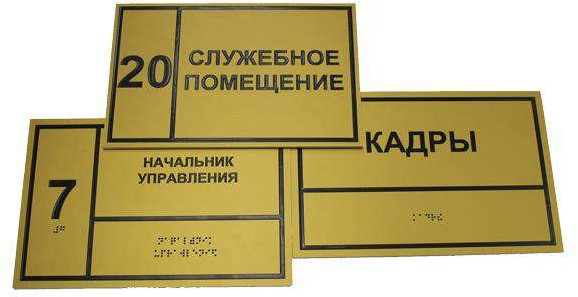 20
СЛУЖЕБНОЕ
ПОМЕЩЕНИЕ
7
НАЧАЛЬНИК
УПРАВЛЕНИЯ
КАДРЫ